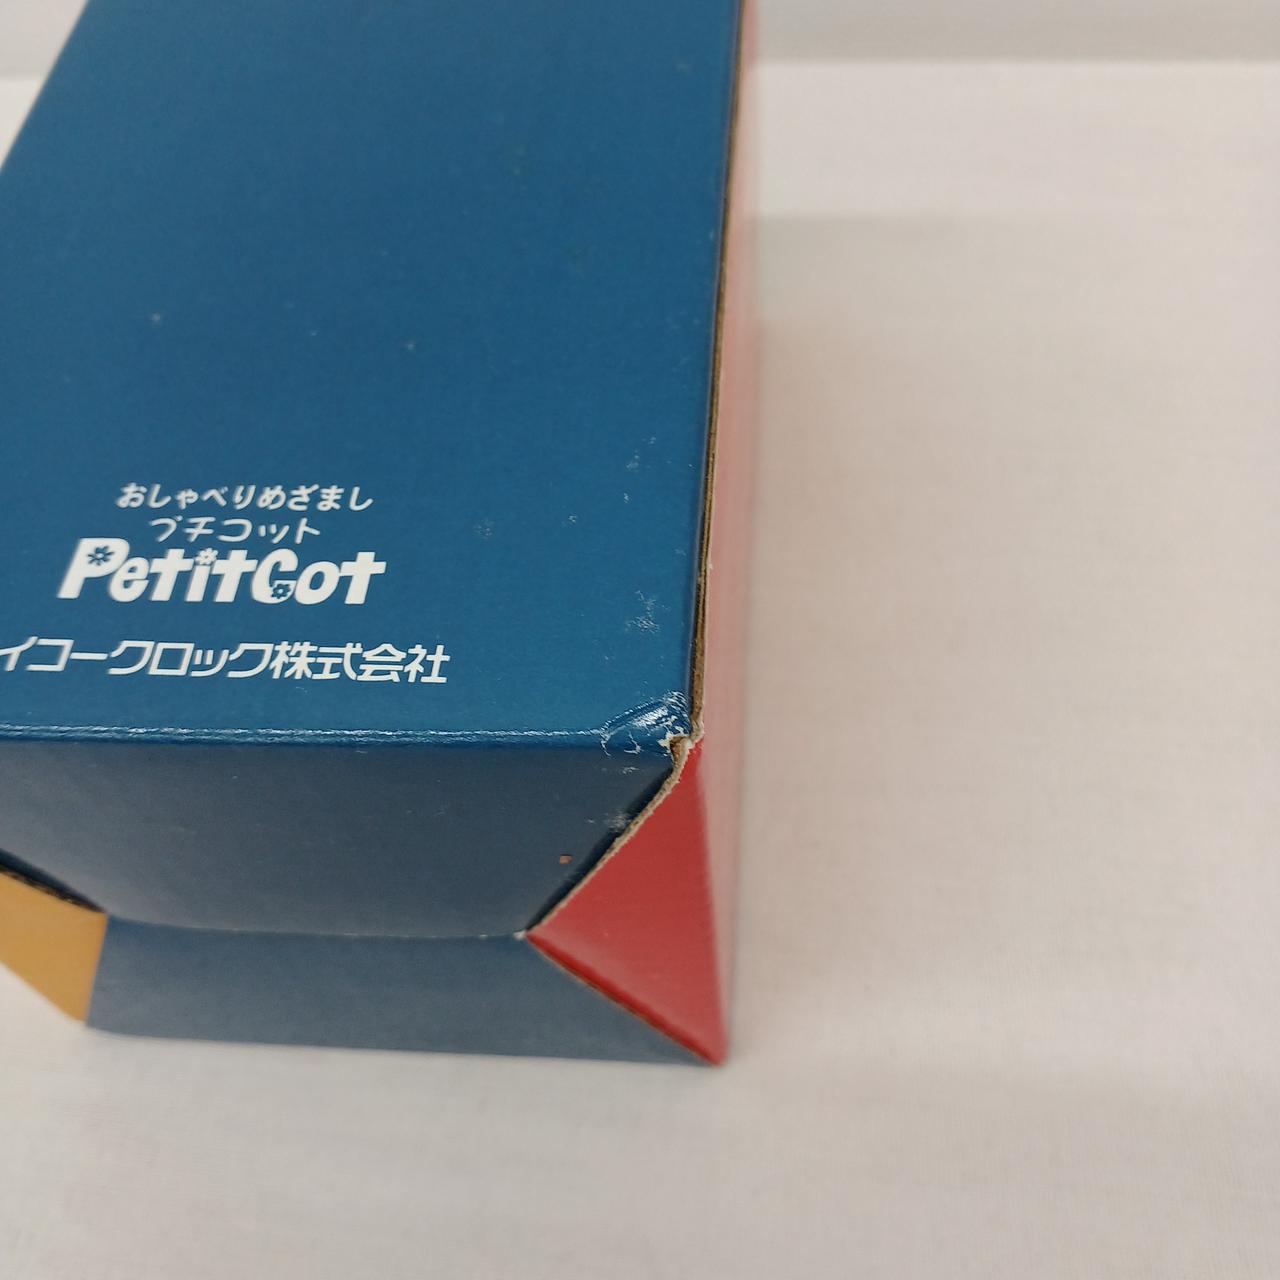 おしゃべりめざまし
プチコット
PetitCot
イコークロック株式会社